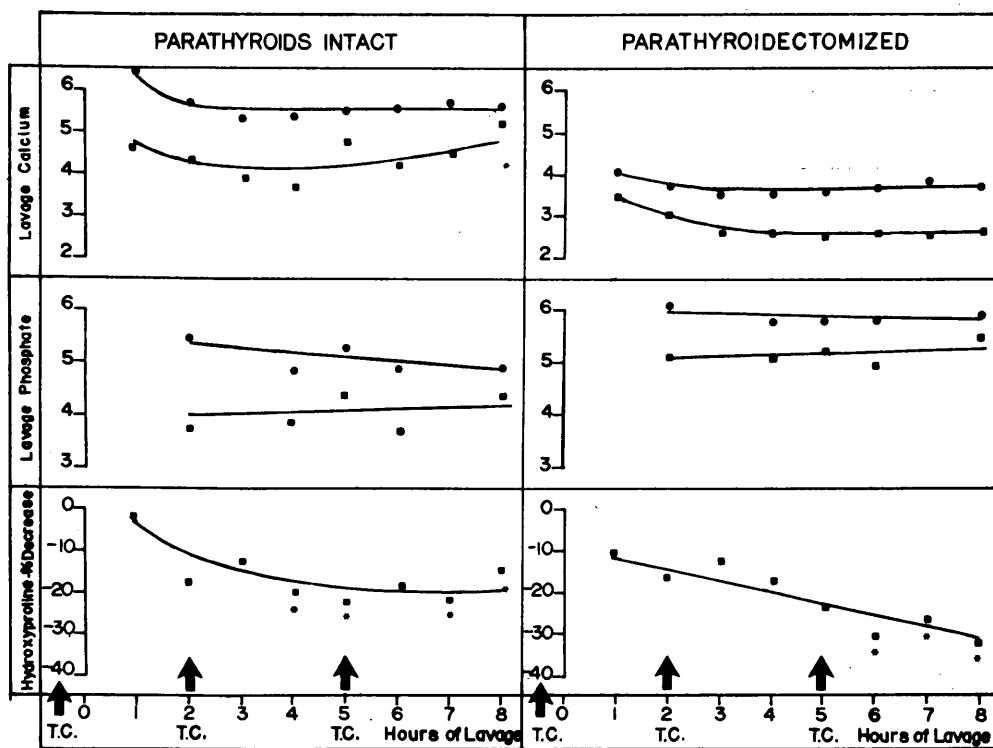 PARATHYROIDS INTACT
PARATHYROIDECTOMIZED
Lavage Calcium
6
5
4
3
2
6
5
4
3
2
Lavage Phosphate
6
5
4
3
6
5
4
3
Hydroxyproline-%Decrease
0
-10
-20
-30
-40
0
-10
-20
-30
-40
* * * *
* * *
0 1 2 3 4 5 6 7 8
0 1 2 3 4 5 6 7 8
T.C. T.C. T.C. Hours of Lavage
T.C. T.C. T.C. Hours of Lavage